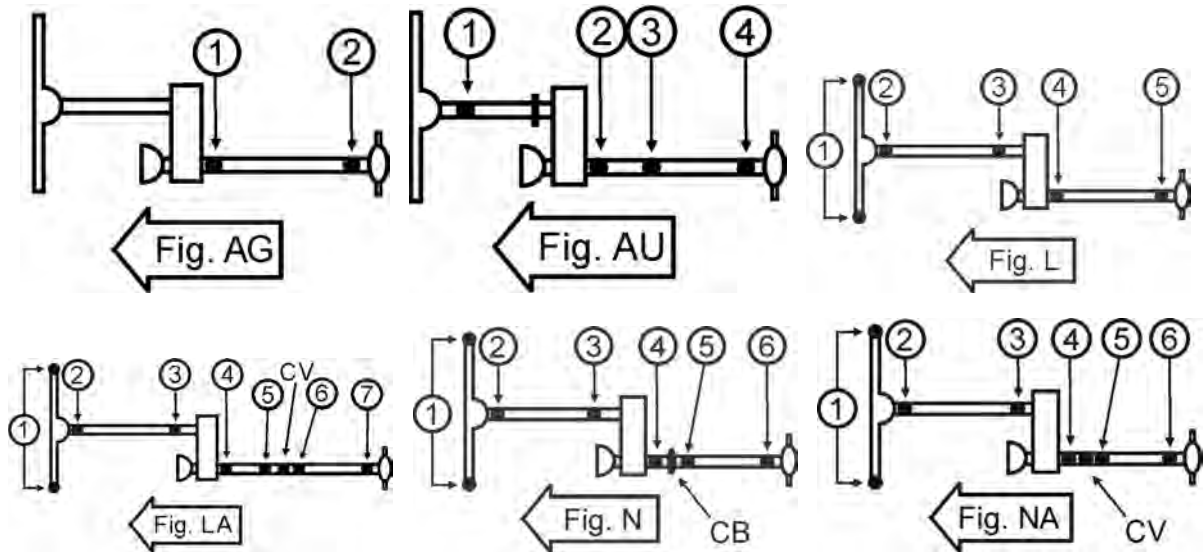 1 2
Fig. AG
1 2 3 4
Fig. AU
1 2 3 4 5
Fig. L
1 2 3 4 5 CV 6 7
Fig. LA
1 2 3 4 5 6
Fig. N
CB
1 2 3 4 5 6
Fig. NA
CV